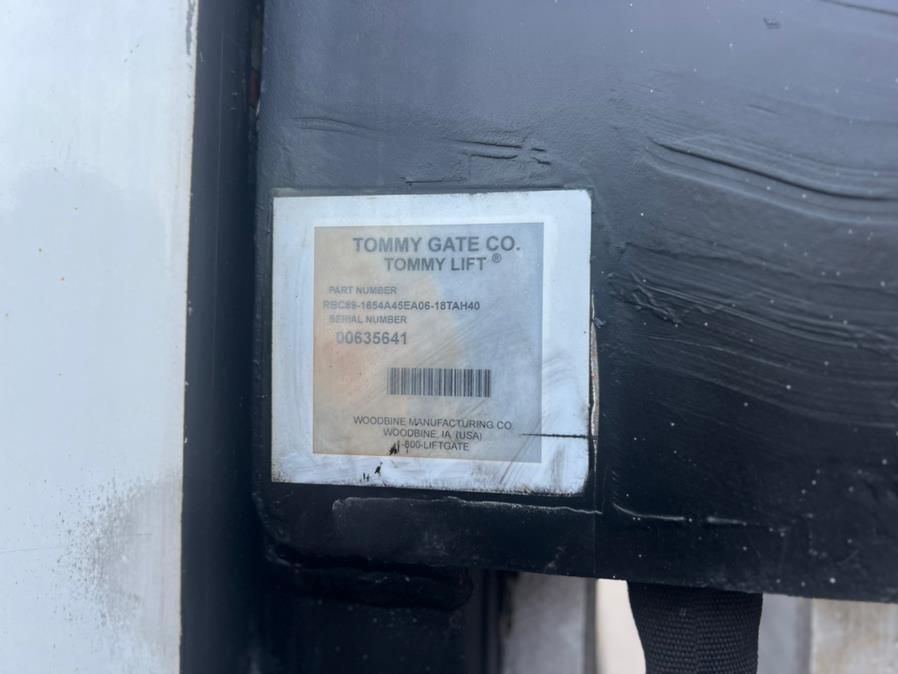 TOMMY GATE CO.
TOMMY LIFT ®
PART NUMBER
RBC89-1654A45EA06-18TAH40
SERIAL NUMBER
00635641
WOODBINE MANUFACTURING CO
WOODBINE, IA (USA)
1-800-LIFTGATE